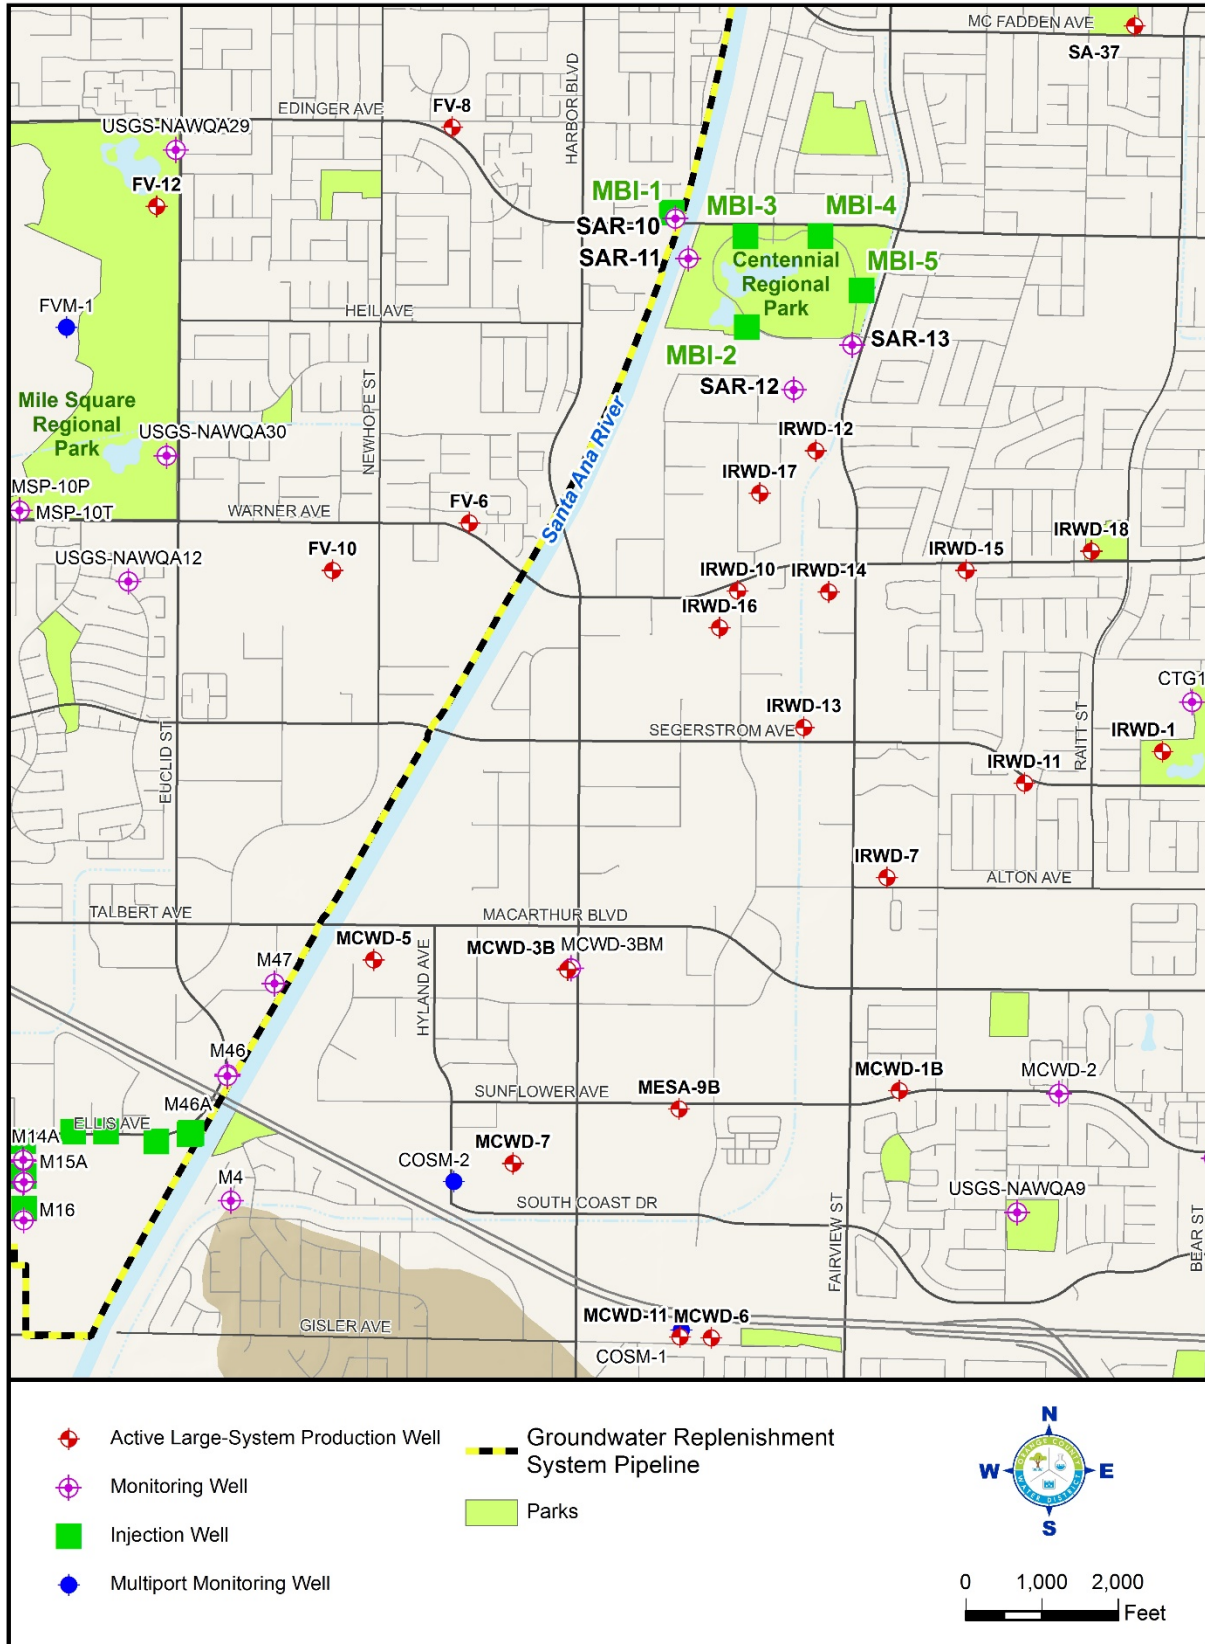 MC FADDEN AVE
SA-37
EDINGER AVE
FV-8
HARBOR BLVD
USGS-NAWQA29
FV-12
MBI-1
SAR-10
SAR-11
MBI-3
MBI-4
Centennial
Regional
Park
MBI-5
FVM-1
HEIL AVE
MBI-2
SAR-13
SAR-12
NEWHOPE ST
Mile Square
Regional
Park
USGS-NAWQA30
Santa Ana River
IRWD-12
IRWD-17
MSP-10P
MSP-10T
WARNER AVE
FV-6
FV-10
USGS-NAWQA12
IRWD-18
IRWD-15
IRWD-10
IRWD-14
IRWD-16
CTG1
IRWD-13
SEGERSTROM AVE
EUCLID ST
RAITT ST
IRWD-1
IRWD-11
IRWD-7
ALTON AVE
TALBERT AVE
MACARTHUR BLVD
MCWD-5
MCWD-3B
MCWD-3BM
M47
HYLAND AVE
M46
SUNFLOWER AVE
MESA-9B
MCWD-1B
MCWD-2
M46A
ELLIS AVE
M14A
M15A
M16
M4
MCWD-7
COSM-2
SOUTH COAST DR
USGS-NAWQA9
FAIRVIEW ST
BEAR ST
GISLER AVE
MCWD-11
MCWD-6
COSM-1
Active Large-System Production Well
Monitoring Well
Injection Well
Multiport Monitoring Well
Groundwater Replenishment
System Pipeline
Parks
N
W
E
S
ORANGE COUNTY
WATER DISTRICT
0 1,000 2,000
Feet